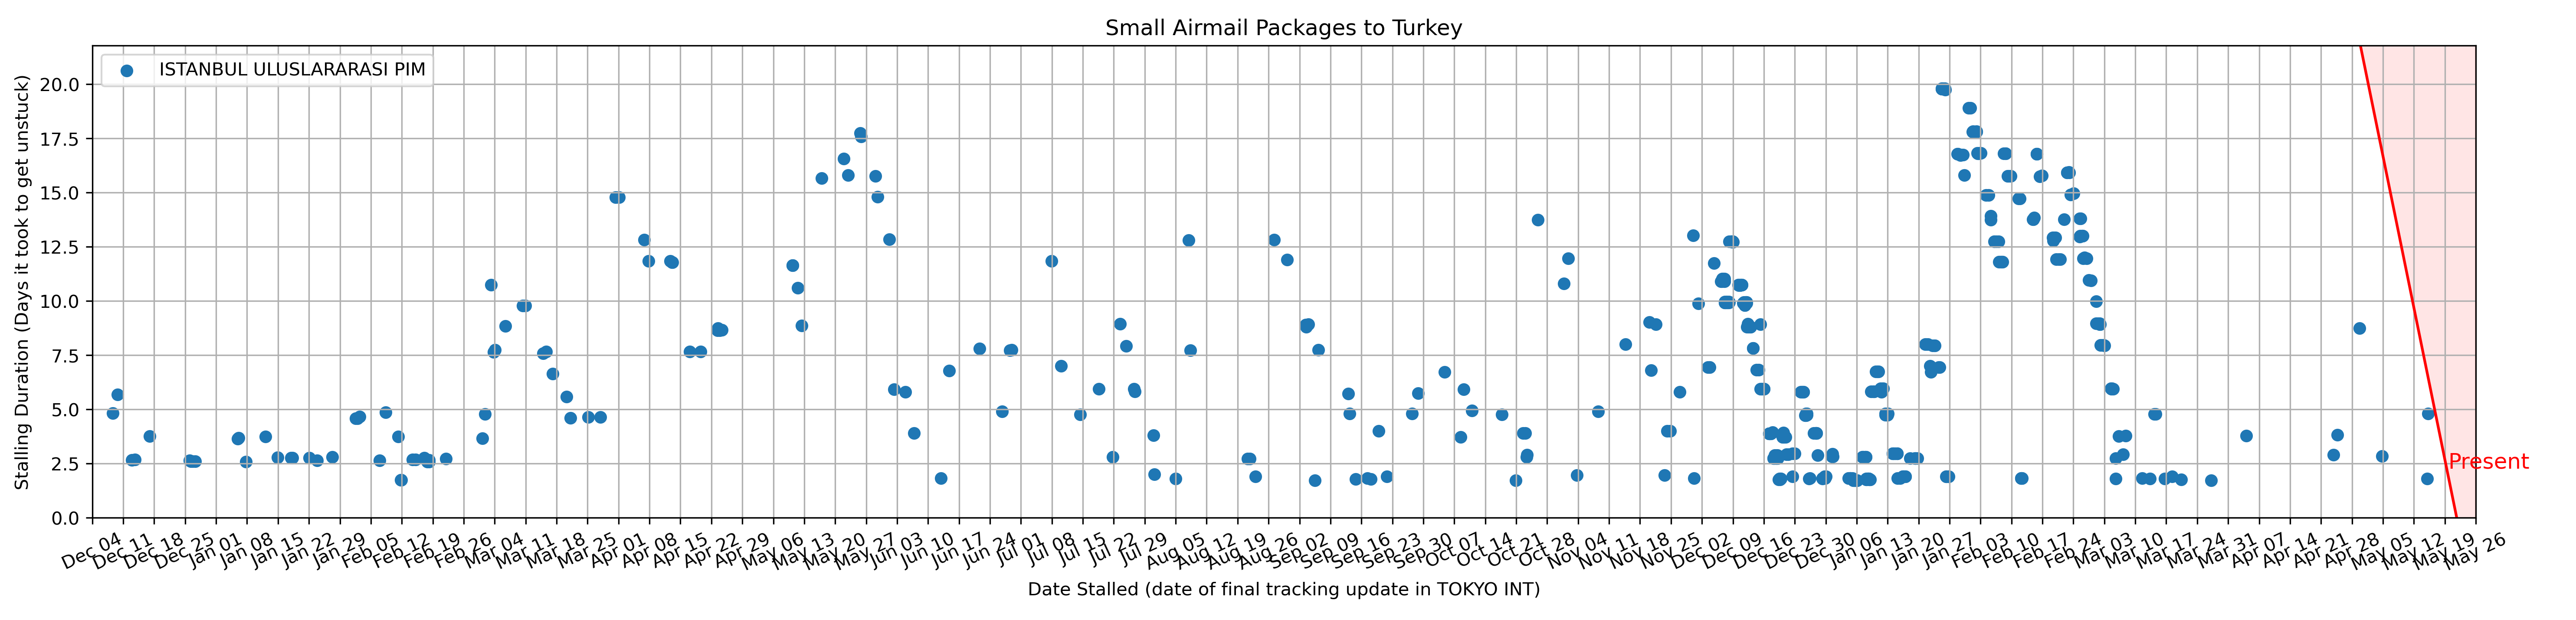 Small Airmail Packages to Turkey
ISTANBUL ULUSLARARASI PIM
Stalling Duration (Days it took to get unstuck)
20.0
17.5
15.0
12.5
10.0
7.5
5.0
2.5
0.0
Present
Dec 04
Dec 11
Dec 18
Dec 25
Jan 01
Jan 08
Jan 15
Jan 22
Jan 29
Feb 05
Feb 12
Feb 19
Feb 26
Mar 04
Mar 11
Mar 18
Mar 25
Apr 01
Apr 08
Apr 15
Apr 22
Apr 29
May 06
May 13
May 20
May 27
Jun 03
Jun 10
Jun 17
Jun 24
Jul 01
Jul 08
Jul 15
Jul 22
Jul 29
Aug 05
Aug 12
Aug 19
Aug 26
Sep 02
Sep 09
Sep 16
Sep 23
Sep 30
Oct 07
Oct 14
Oct 21
Oct 28
Nov 04
Nov 11
Nov 18
Nov 25
Dec 02
Dec 09
Dec 16
Dec 23
Dec 30
Jan 06
Jan 13
Jan 20
Jan 27
Feb 03
Feb 10
Feb 17
Feb 24
Mar 03
Mar 10
Mar 17
Mar 24
Mar 31
Apr 07
Apr 14
Apr 21
Apr 28
May 05
May 12
May 19
May 26
Date Stalled (date of final tracking update in TOKYO INT)